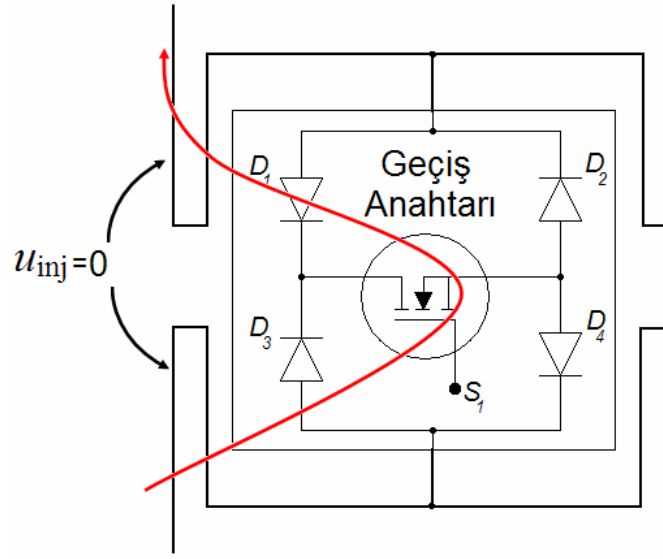 D1
Geçiş
Anahtarı
D2
uinj=0
D3
D4
S1